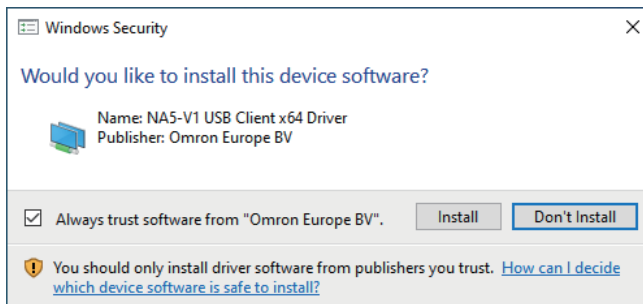 Windows Security
Would you like to install this device software?
Name: NA5-V1 USB Client x64 Driver
Publisher: Omron Europe BV
Always trust software from "Omron Europe BV".
Install
Don't Install
You should only install driver software from publishers you trust. How can I decide
which device software is safe to install?